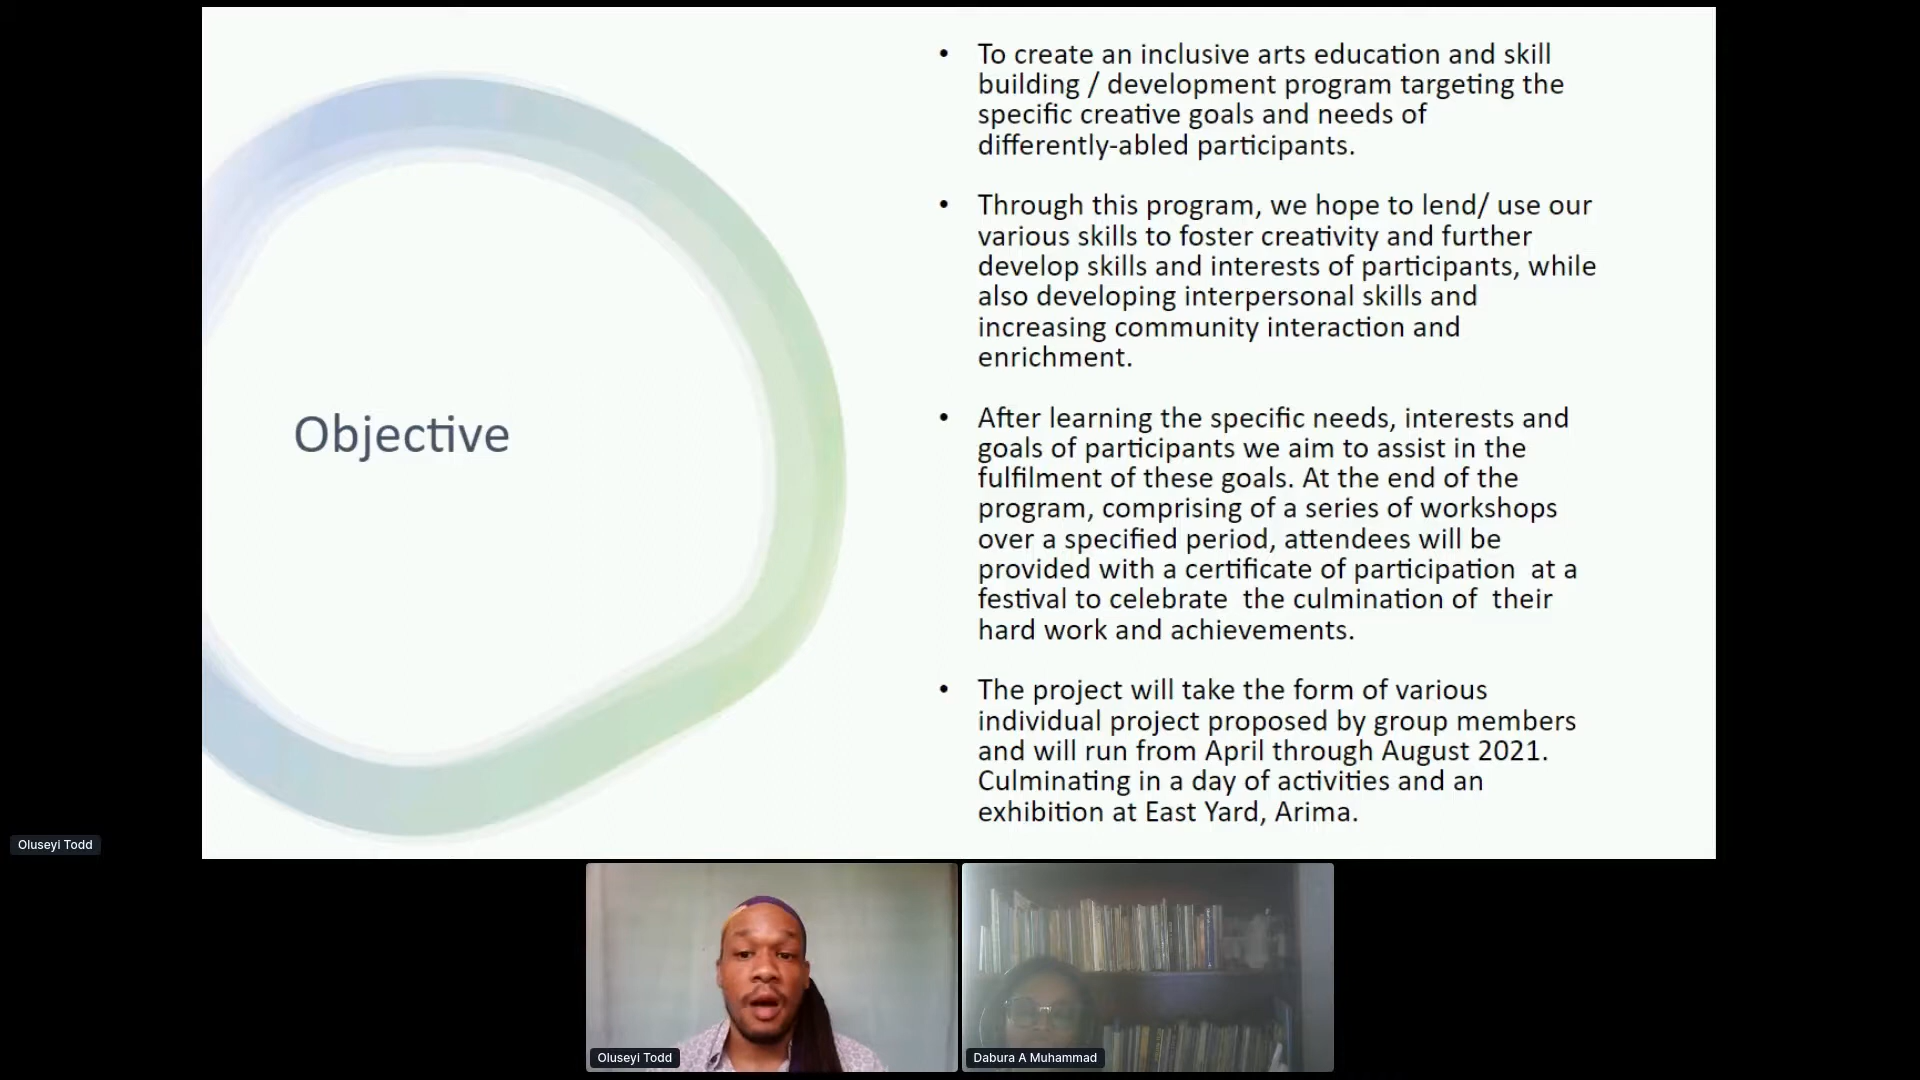 Objective
• To create an inclusive arts education and skill
building / development program targeting the
specific creative goals and needs of
differently-abled participants.
• Through this program, we hope to lend/ use our
various skills to foster creativity and further
develop skills and interests of participants, while
also developing interpersonal skills and
increasing community interaction and
enrichment.
• After learning the specific needs, interests and
goals of participants we aim to assist in the
fulfilment of these goals. At the end of the
program, comprising of a series of workshops
over a specified period, attendees will be
provided with a certificate of participation  at a
festival to celebrate  the culmination of  their
hard work and achievements.
• The project will take the form of various
individual project proposed by group members
and will run from April through August 2021.
Culminating in a day of activities and an
exhibition at East Yard, Arima.
Oluseyi Todd
Oluseyi Todd
Dabura A Muhammad